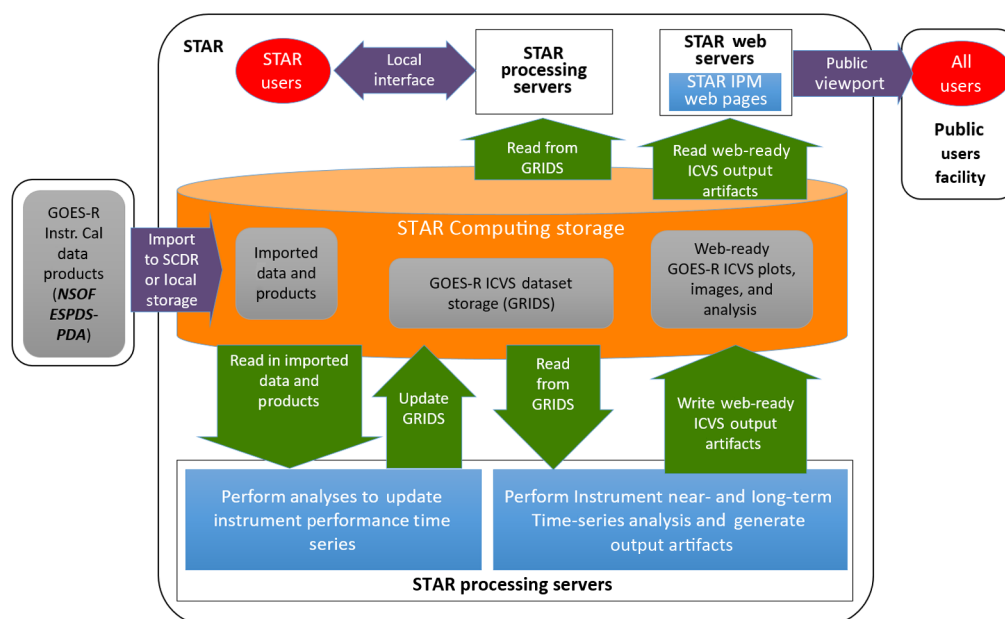 STAR
STAR
users
Local
interface
STAR
processing
servers
STAR web
servers
STAR IPM
web pages
Public
viewport
All
users
Public
users
facility
Read from
GRIDS
Read web-ready
ICVS output
artifacts
GOES-R
Instr. Cal
data
products
(NSOF
ESPDS-
PDA)
Import
to SCDR
or local
storage
STAR Computing storage
Imported
data and
products
GOES-R ICVS dataset
storage (GRIDS)
Web-ready
GOES-R ICVS plots,
images, and
analysis
Read in imported
data and
products
Update
GRIDS
Read
from
GRIDS
Write web-ready
ICVS output
artifacts
Perform analyses to update
instrument performance time
series
Perform Instrument near- and long-term
Time-series analysis and generate
output artifacts
STAR processing servers